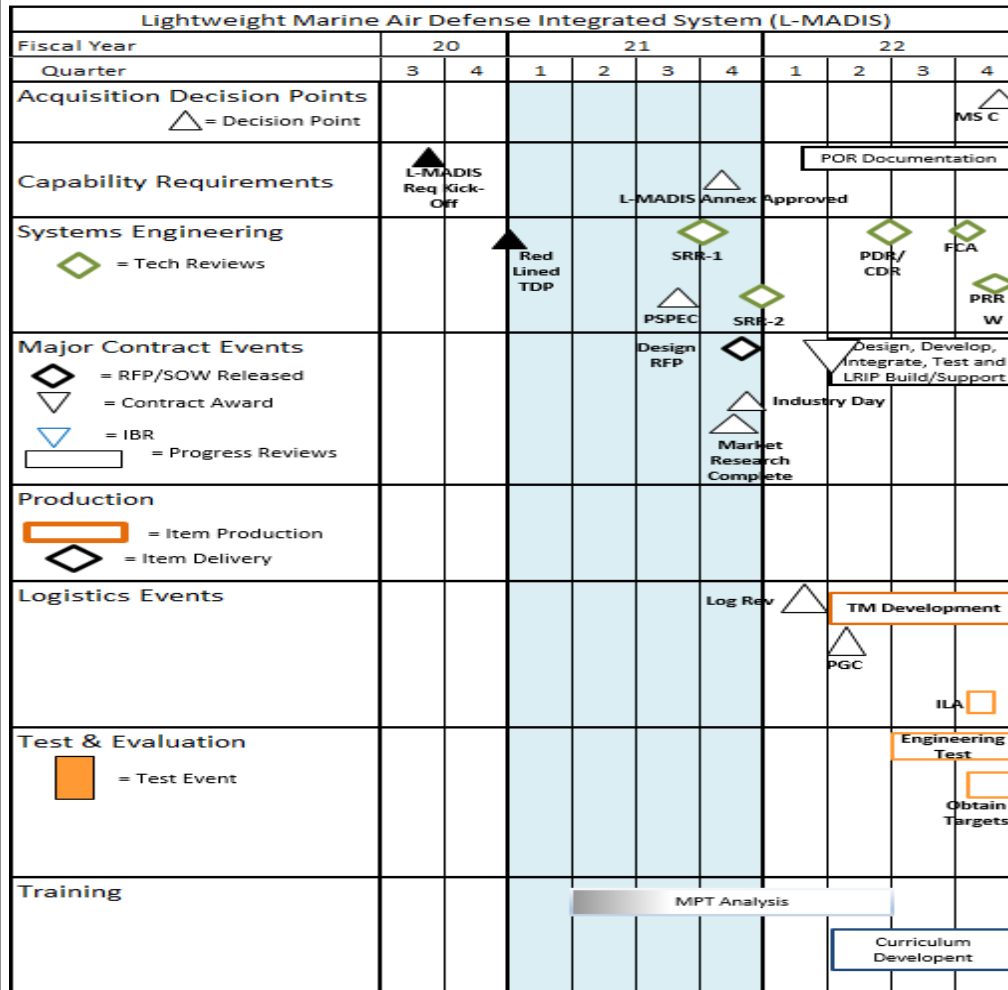 Lightweight Marine Air Defense Integrated System (L-MADIS)
Fiscal Year 20 21 22
Quarter 3 4 1 2 3 4 1 2 3 4
Acquisition Decision Points
= Decision Point
MS C
Capability Requirements
L-MADIS
Req Kick-
Off
L-MADIS Annex Approved
POR Documentation
Systems Engineering
= Tech Reviews
Red
Lined
TDP
SRR-1
PSPEC
SRR-2
PDR/
CDR
FCA
PRR
W
Major Contract Events
= RFP/SOW Released
= Contract Award
= IBR
= Progress Reviews
Design
RFP
Industry Day
Market
Research
Complete
Design, Develop,
Integrate, Test and
LRIP Build/Support
Production
= Item Production
= Item Delivery
Logistics Events
Log Rev
TM Development
PGC
ILA
Test & Evaluation
= Test Event
Engineering
Test
Obtain
Targets
Training
MPT Analysis
Curriculum
Developent